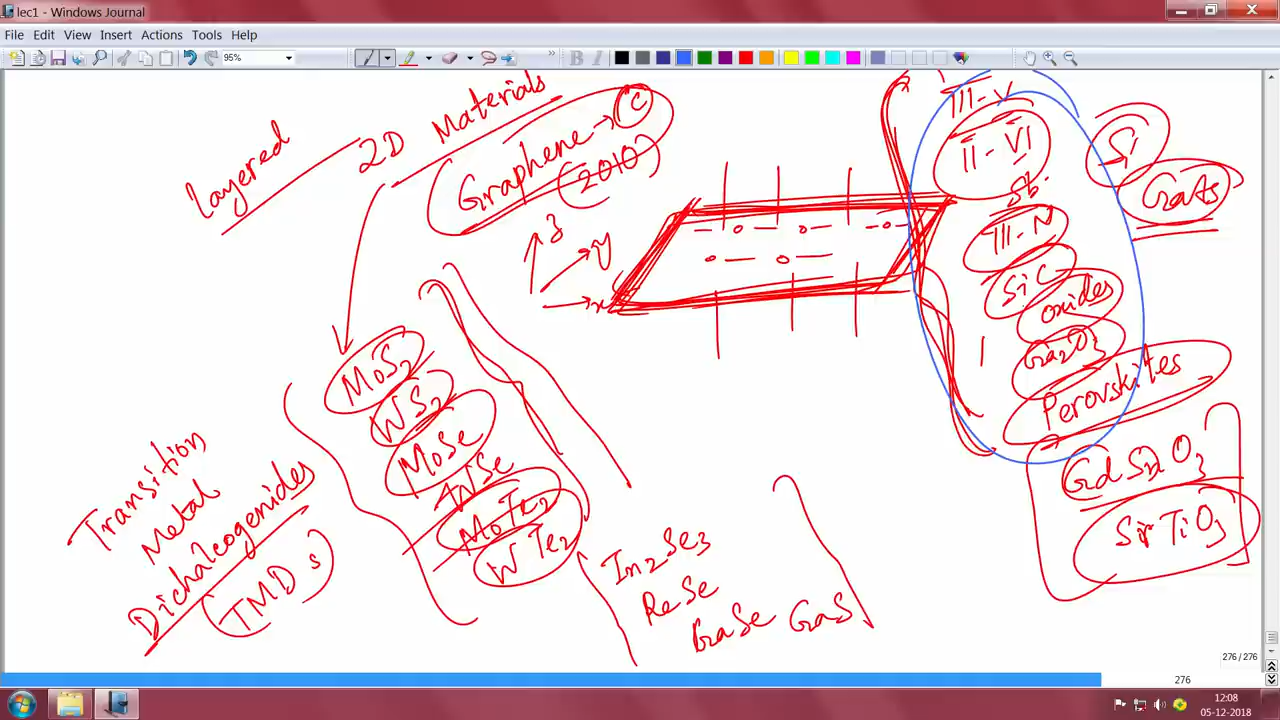 lec1 - Windows Journal
File Edit View Insert Actions Tools Help
95%
Layered 2D Materials
Graphene → C
(2010)
z
y
x
MoS2
WS2
MoSe
WSe
MoTe2
WTe2
Transition
Metal
Dichalcogenides
(TMDs)
In2Se3
ReSe
GaSe GaS
III-V
II-VI
Sb
III-N
SiC
oxides
Ga2O3
Perovskites
Si
GaAs
SrTiO3
276 / 276
276
12:08
05-12-2018